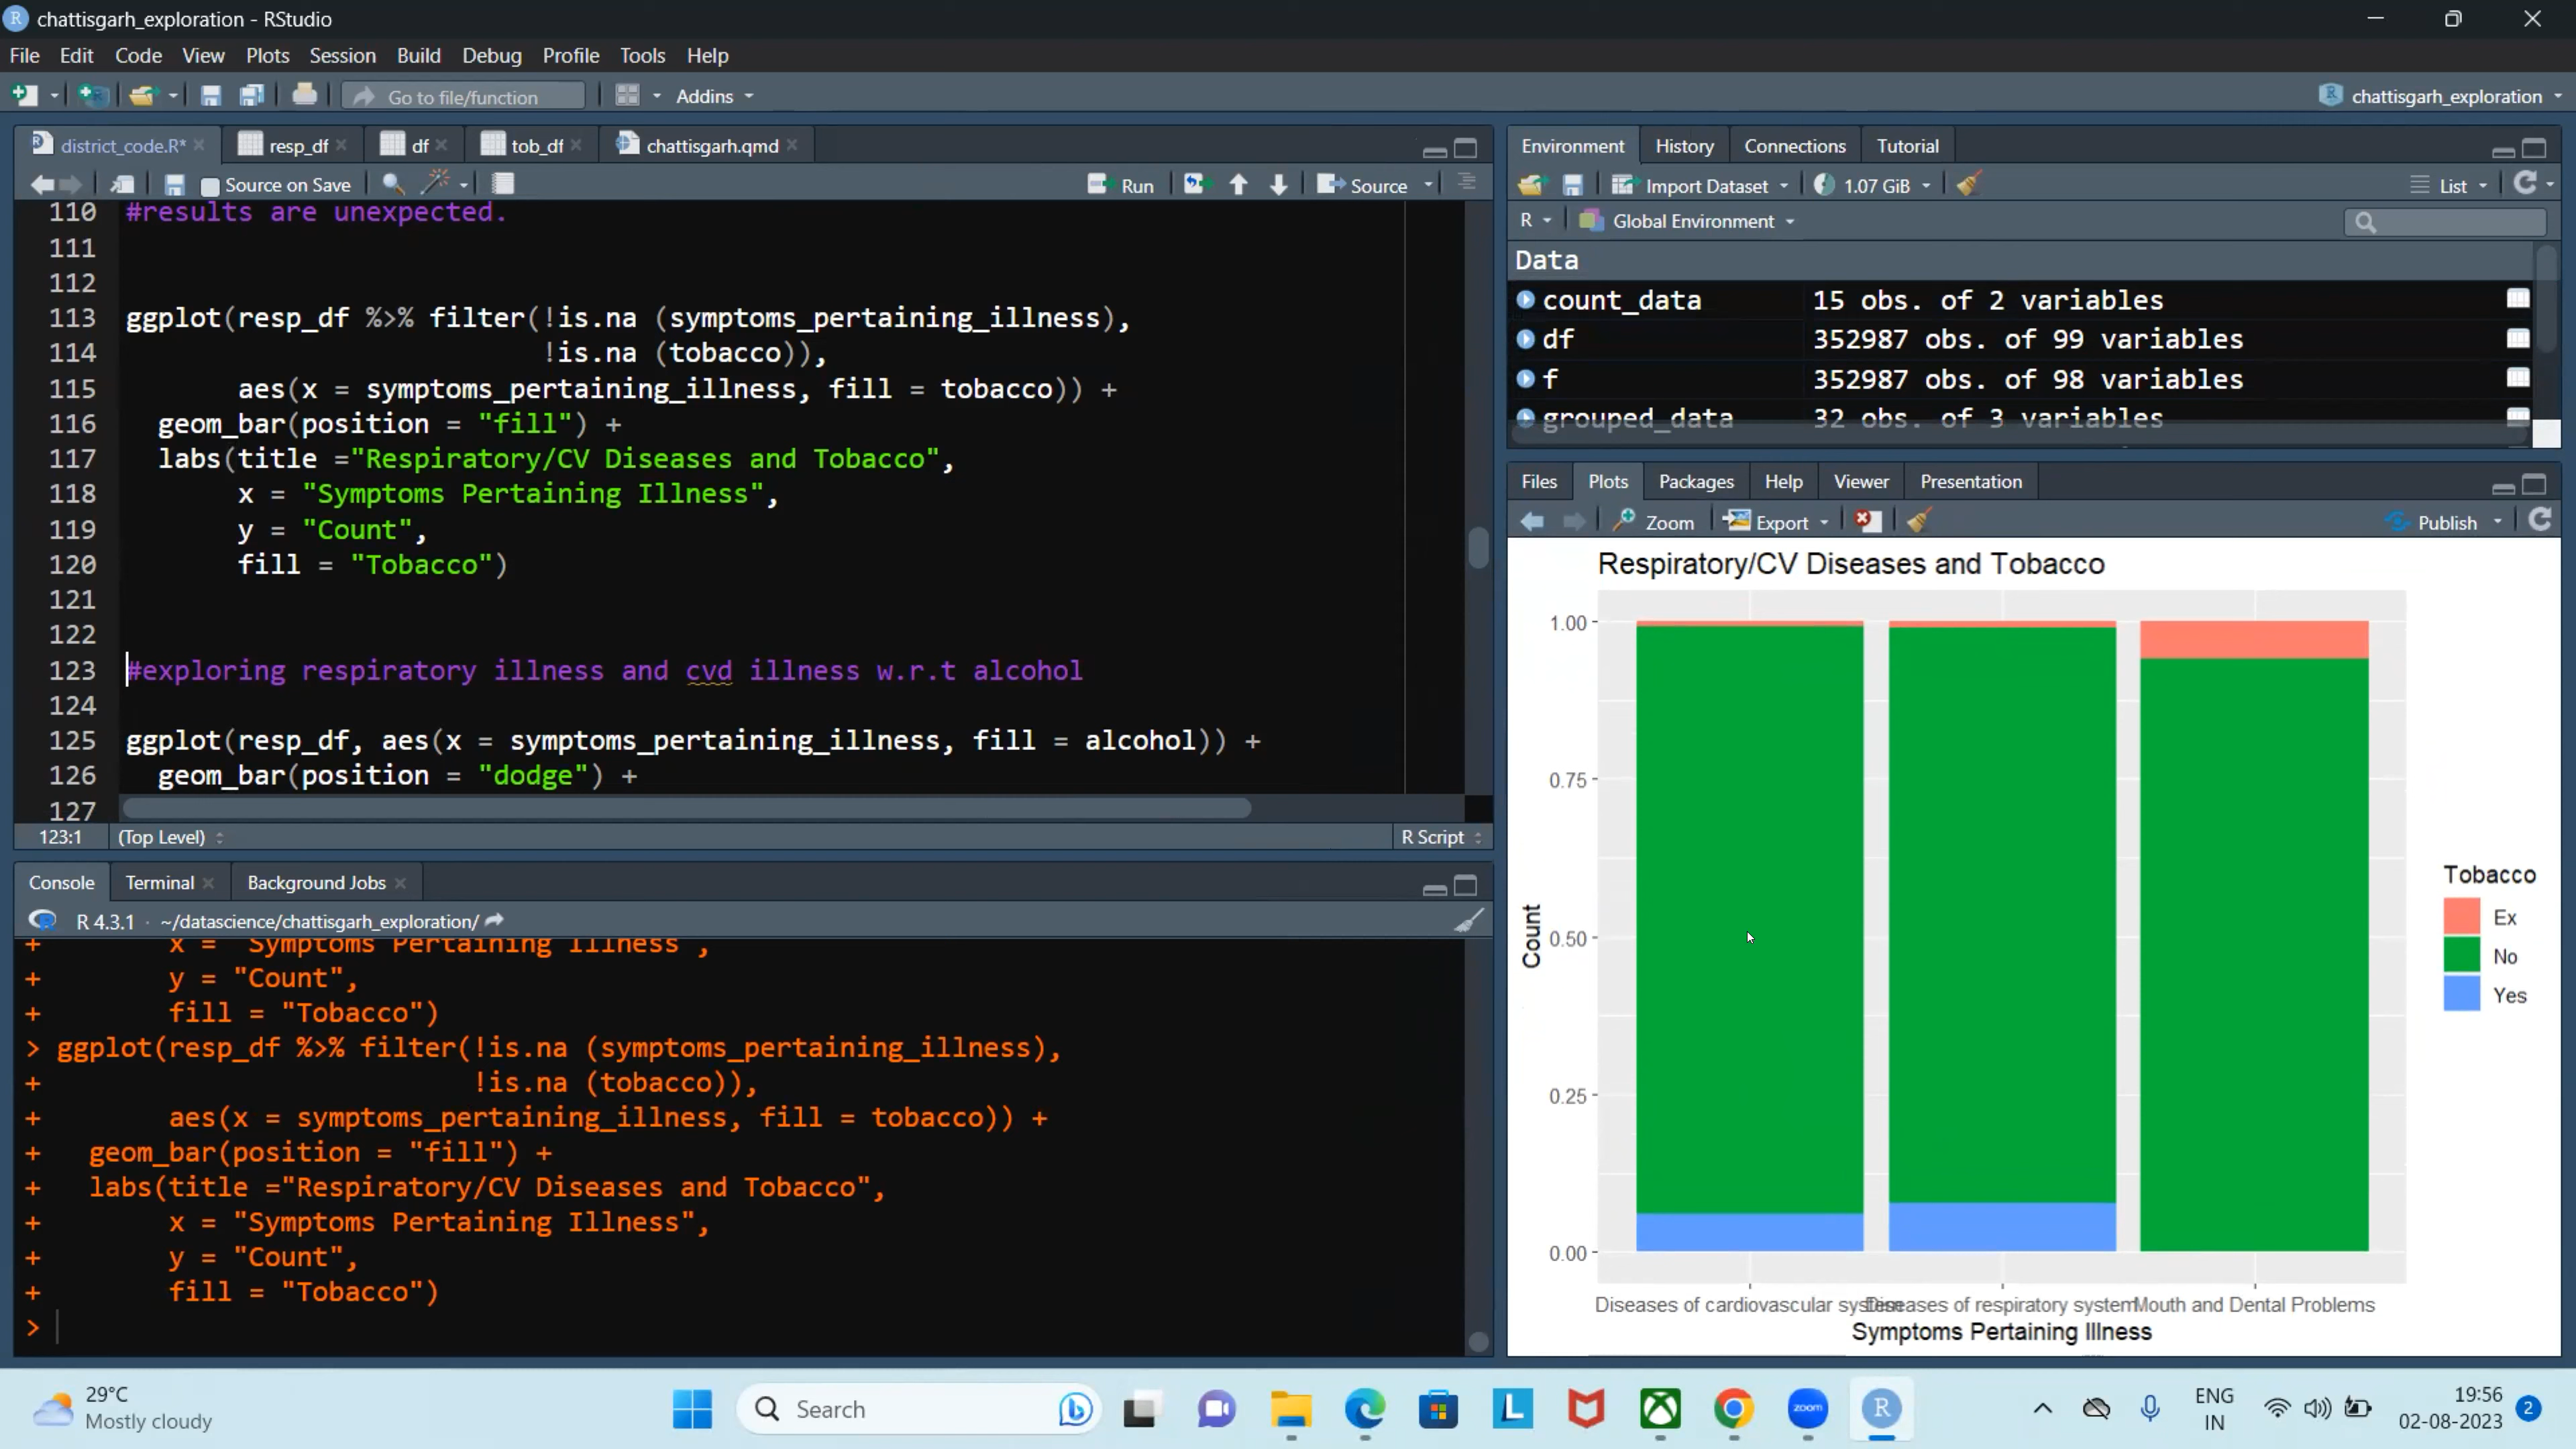 chattisgarh_exploration - RStudio
File Edit Code View Plots Session Build Debug Profile Tools Help
Go to file/function Addins chattisgarh_exploration
district_code.R* resp_df df tob_df chattisgarh.qmd
Source on Save Run Source
110 #results are unexpected.
111
112
113 ggplot(resp_df %>% filter(!is.na (symptoms_pertaining_illness),
114 !is.na (tobacco)),
115 aes(x = symptoms_pertaining_illness, fill = tobacco)) +
116 geom_bar(position = "fill") +
117 labs(title ="Respiratory/CV Diseases and Tobacco",
118 x = "Symptoms Pertaining Illness",
119 y = "Count",
120 fill = "Tobacco")
121
122
123 #exploring respiratory illness and cvd illness w.r.t alcohol
124
125 ggplot(resp_df, aes(x = symptoms_pertaining_illness, fill = alcohol)) +
126 geom_bar(position = "dodge") +
127
123:1 (Top Level) R Script
Console Terminal Background Jobs
R 4.3.1 · ~/datascience/chattisgarh_exploration/
+ x = "Symptoms Pertaining Illness",
+ y = "Count",
+ fill = "Tobacco")
> ggplot(resp_df %>% filter(!is.na (symptoms_pertaining_illness),
+ !is.na (tobacco)),
+ aes(x = symptoms_pertaining_illness, fill = tobacco)) +
+ geom_bar(position = "fill") +
+ labs(title ="Respiratory/CV Diseases and Tobacco",
+ x = "Symptoms Pertaining Illness",
+ y = "Count",
+ fill = "Tobacco")
>
Environment History Connections Tutorial
Import Dataset 1.07 GiB List
R Global Environment
Data
count_data 15 obs. of 2 variables
df 352987 obs. of 99 variables
f 352987 obs. of 98 variables
grouped_data 32 obs. of 3 variables
Files Plots Packages Help Viewer Presentation
Zoom Export Publish
Respiratory/CV Diseases and Tobacco
1.00
0.75
0.50
0.25
0.00
Count
Tobacco
Ex
No
Yes
Diseases of cardiovascular system Diseases of respiratory system Mouth and Dental Problems
Symptoms Pertaining Illness
29°C
Mostly cloudy
Search
L
zoom
R
ENG
IN
19:56
02-08-2023
2